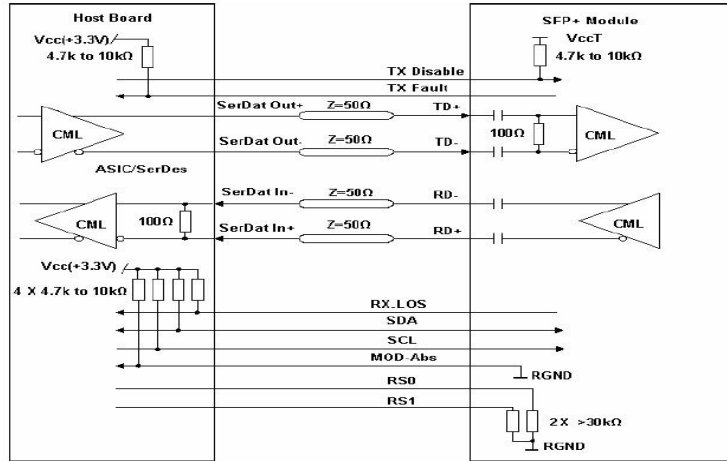 Host Board
SFP+ Module
Vcc(+3.3V)
4.7k to 10kΩ
VccT
4.7k to 10kΩ
TX Disable
TX Fault
SerDat Out+
Z=50Ω
TD+
CML
100Ω
SerDat Out-
Z=50Ω
TD-
ASIC/SerDes
SerDat In-
Z=50Ω
RD-
CML
100Ω
CML
SerDat In+
Z=50Ω
RD+
Vcc(+3.3V)
4 X 4.7k to 10kΩ
RX-LOS
SDA
SCL
MOD-Abs
RGND
RS0
RS1
2 X >30kΩ
RGND